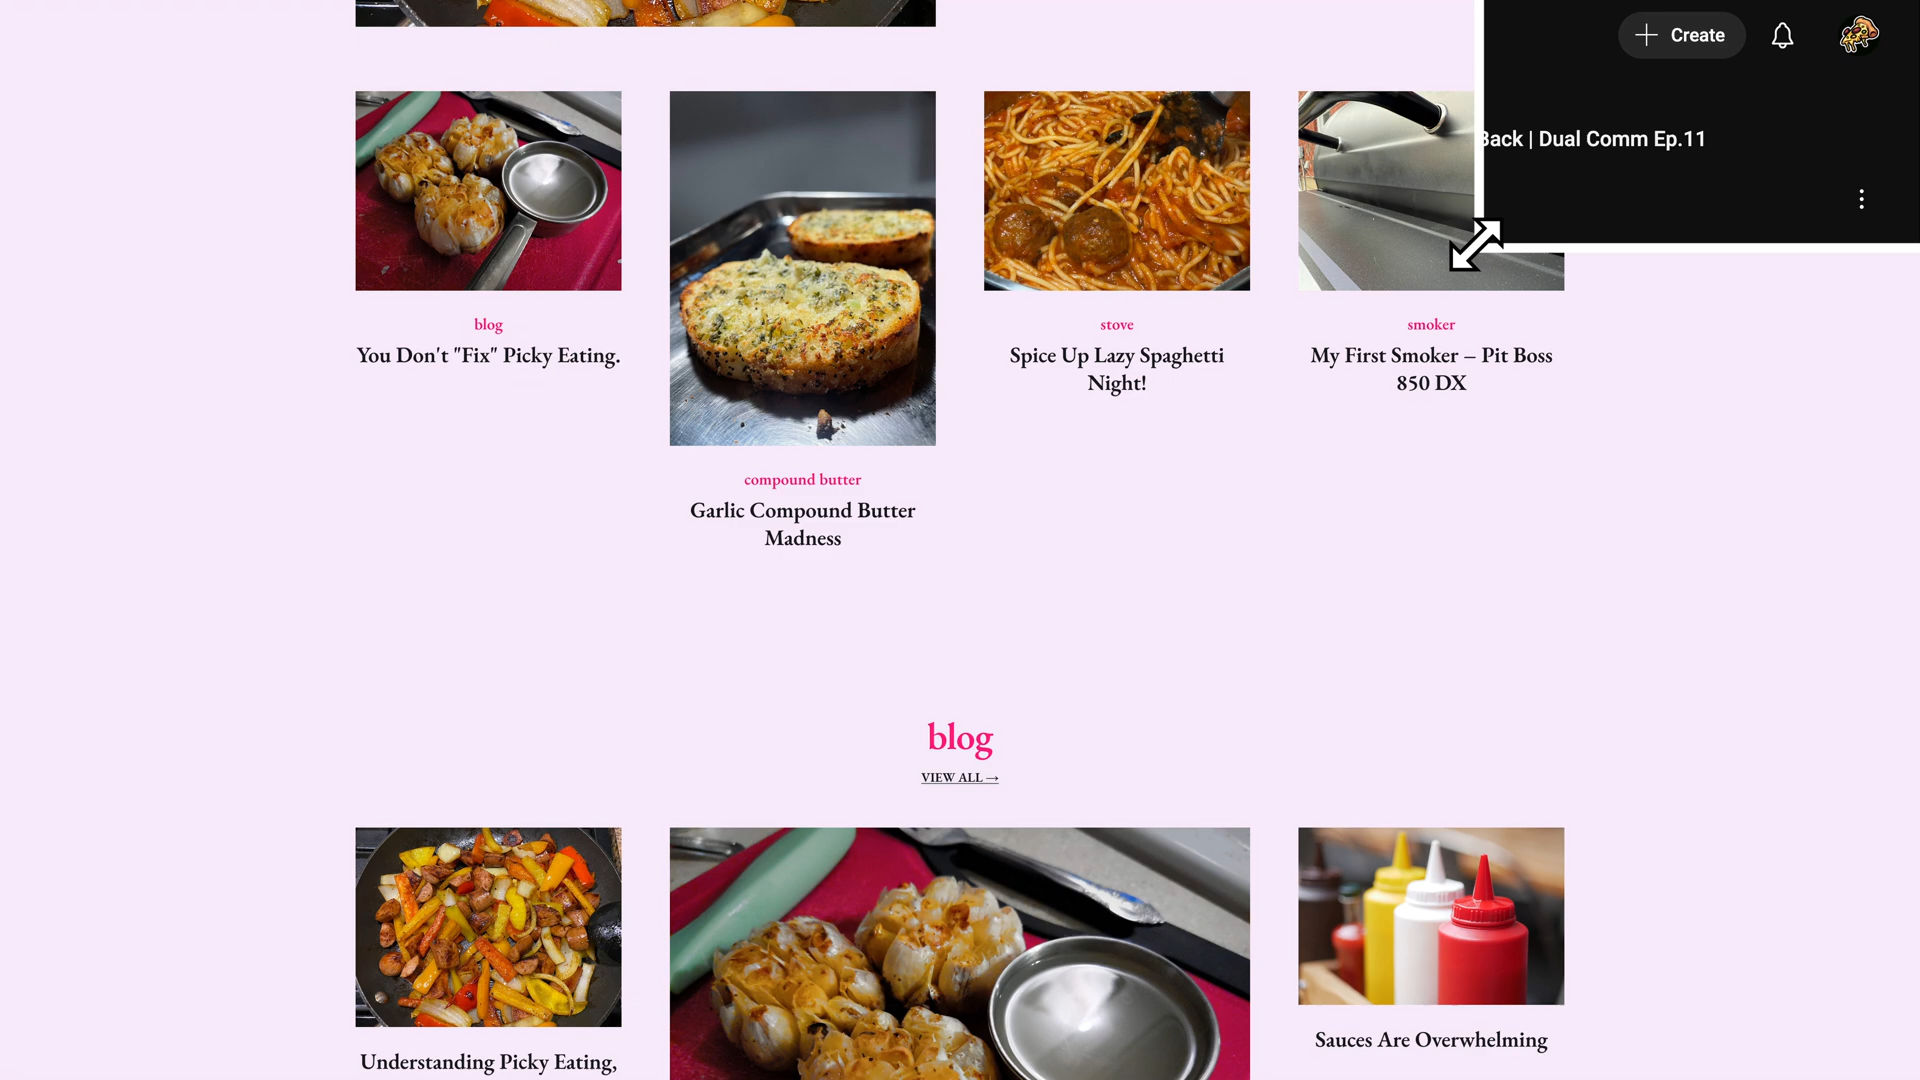 Create
Back | Dual Comm Ep.11
blog
You Don't "Fix" Picky Eating.
compound butter
Garlic Compound Butter
Madness
stove
Spice Up Lazy Spaghetti
Night!
smoker
My First Smoker – Pit Boss
850 DX
blog
VIEW ALL →
Understanding Picky Eating,
Sauces Are Overwhelming